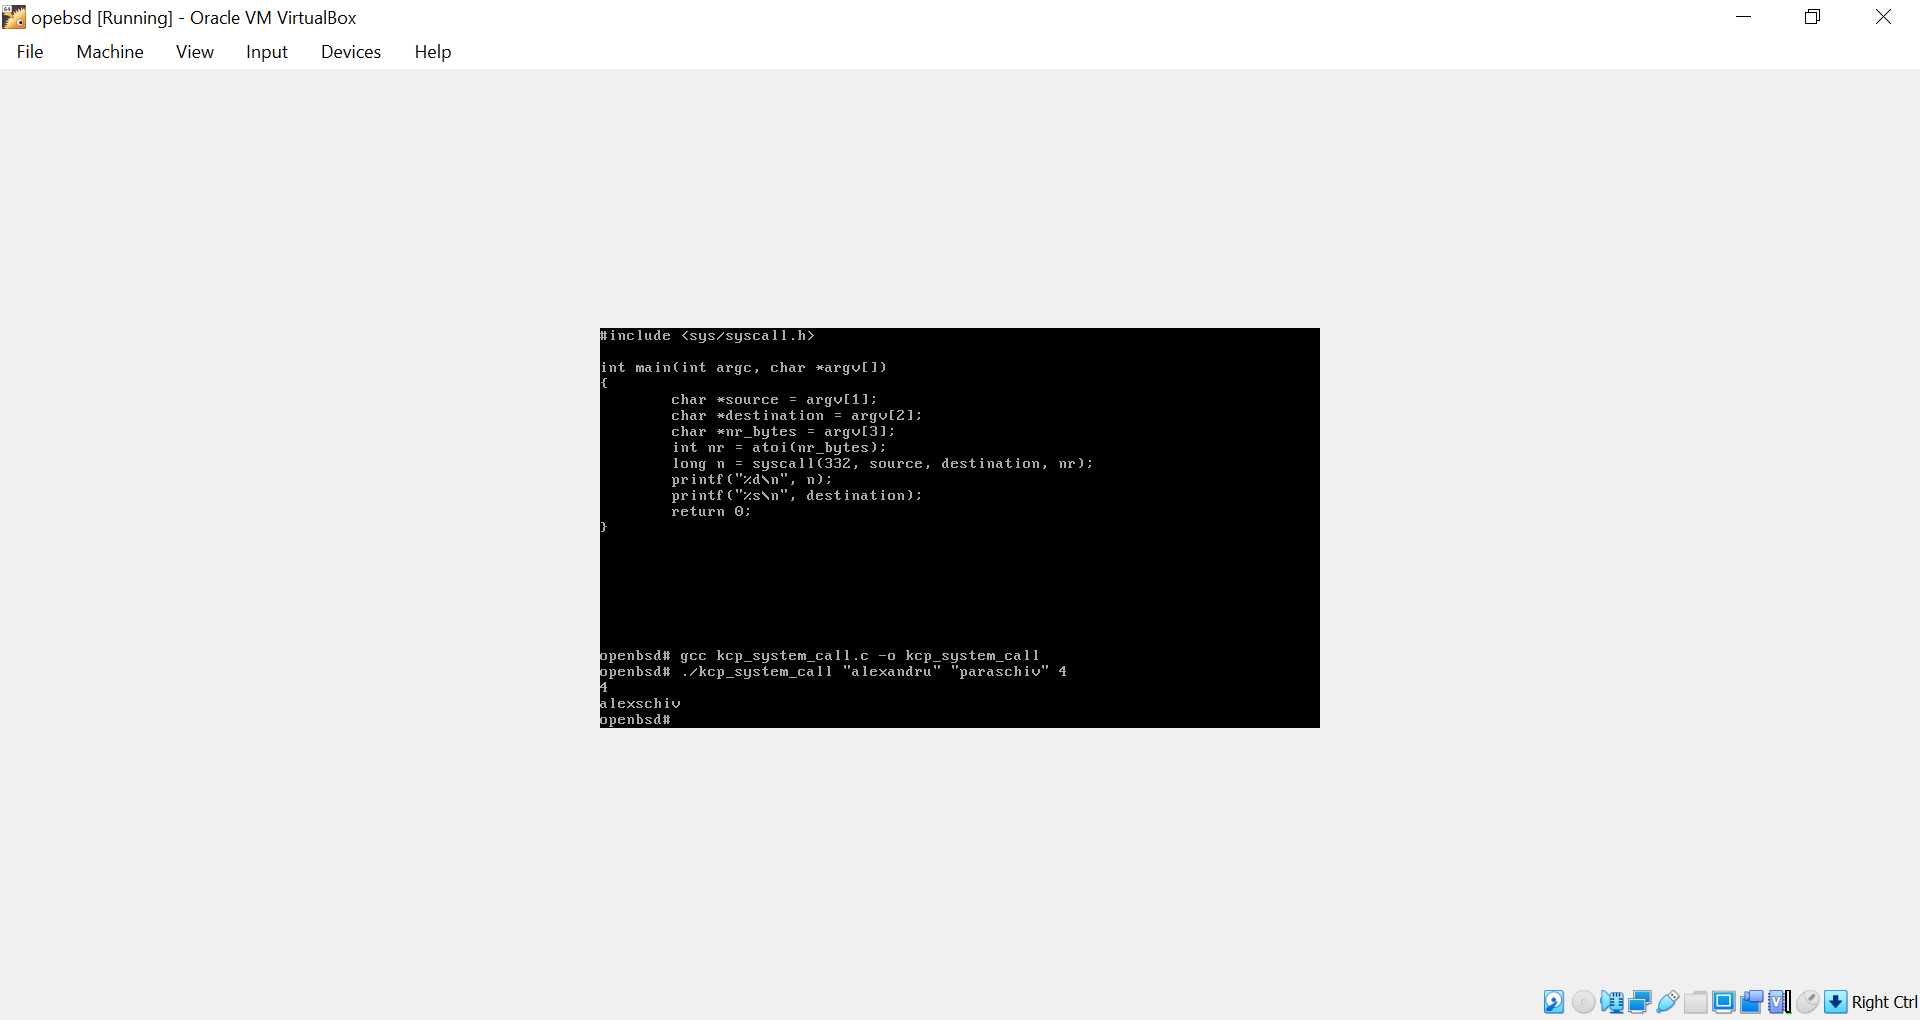 opebsd [Running] - Oracle VM VirtualBox
File Machine View Input Devices Help
#include <sys/syscall.h>
int main(int argc, char *argv[])
{
        char *source = argv[1];
        char *destination = argv[2];
        char *nr_bytes = argv[3];
        int nr = atoi(nr_bytes);
        long n = syscall(332, source, destination, nr);
        printf("%d\n", n);
        printf("%s\n", destination);
        return 0;
}
openbsd# gcc kcp_system_call.c -o kcp_system_call
openbsd# ./kcp_system_call "alexandru" "paraschiv" 4
4
alexschiv
openbsd#
Right Ctrl